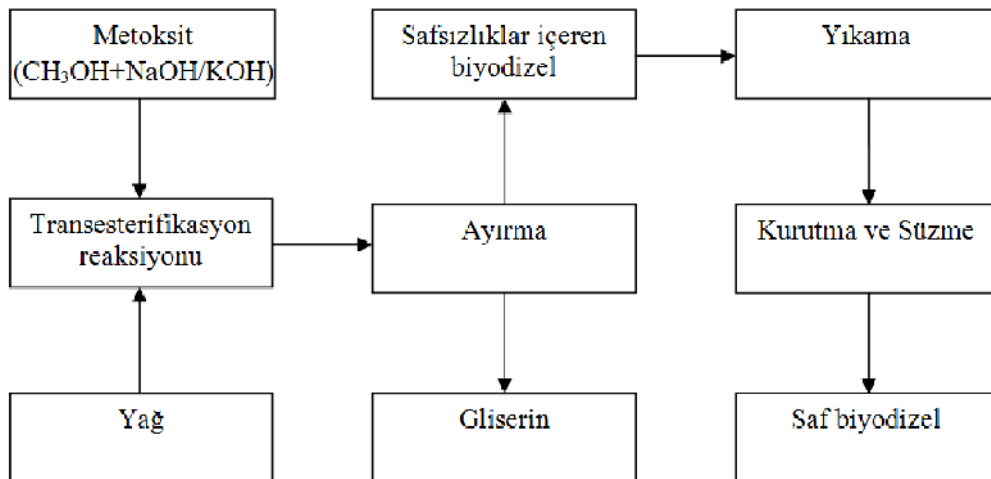 Metoksit
(CH₃OH+NaOH/KOH)
Safsızlıklar içeren
biyodizel
Yıkama
Transesterifikasyon
reaksiyonu
Ayırma
Kurutma ve Süzme
Yağ
Gliserin
Saf biyodizel